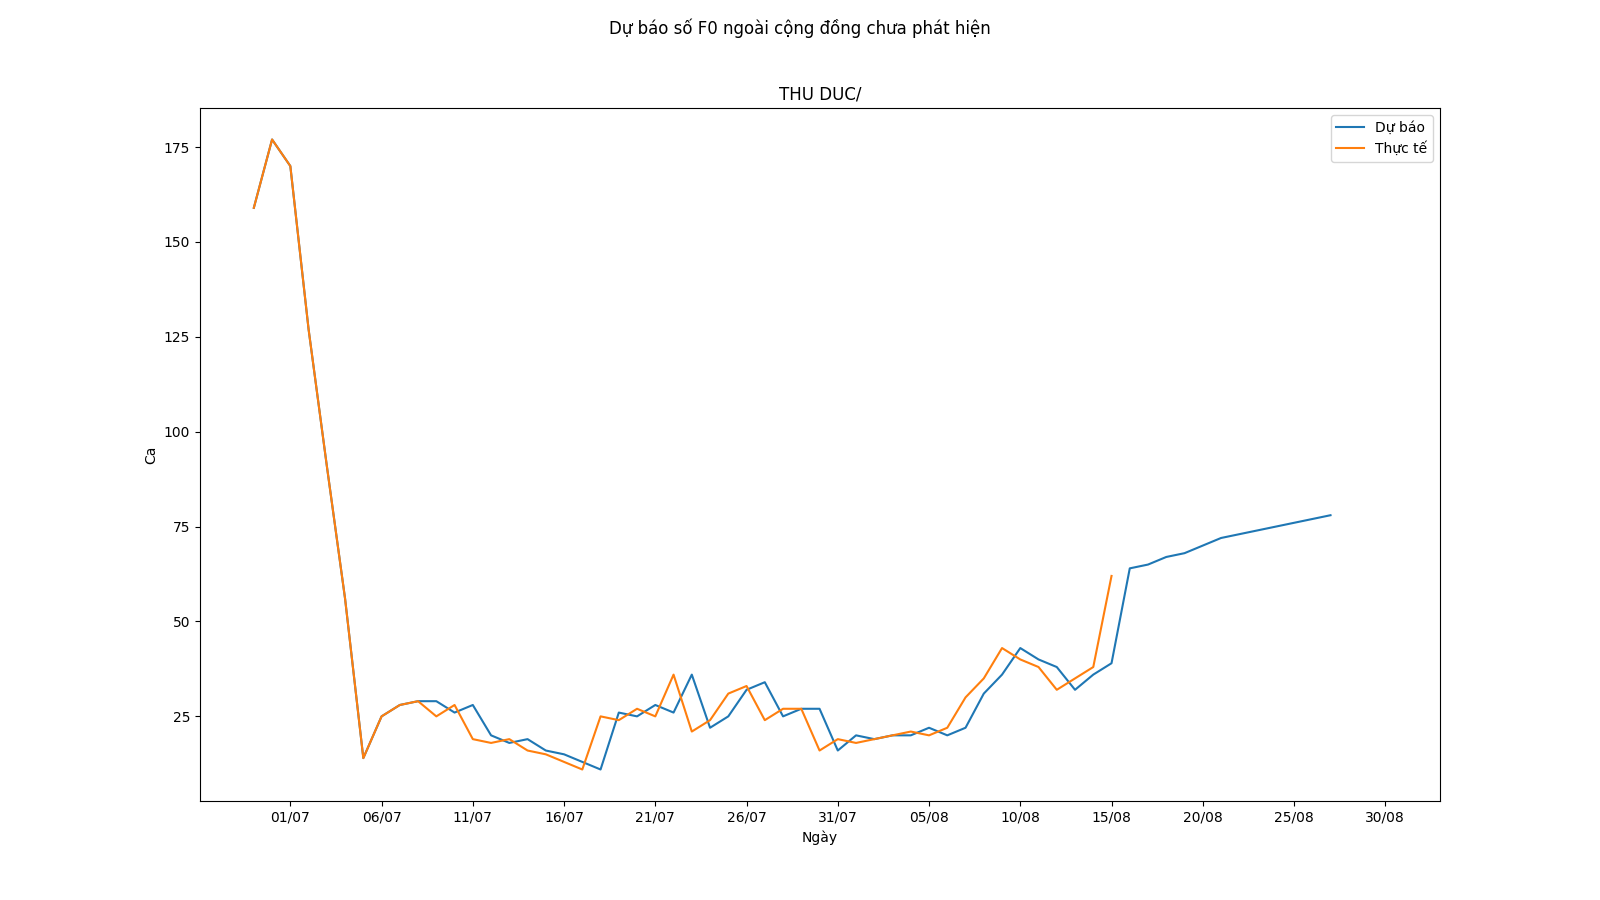 Dự báo số F0 ngoài cộng đồng chưa phát hiện
THU DUC/
Dự báo
Thực tế
175
150
125
100
75
50
25
Ca
01/07 06/07 11/07 16/07 21/07 26/07 31/07 05/08 10/08 15/08 20/08 25/08 30/08
Ngày